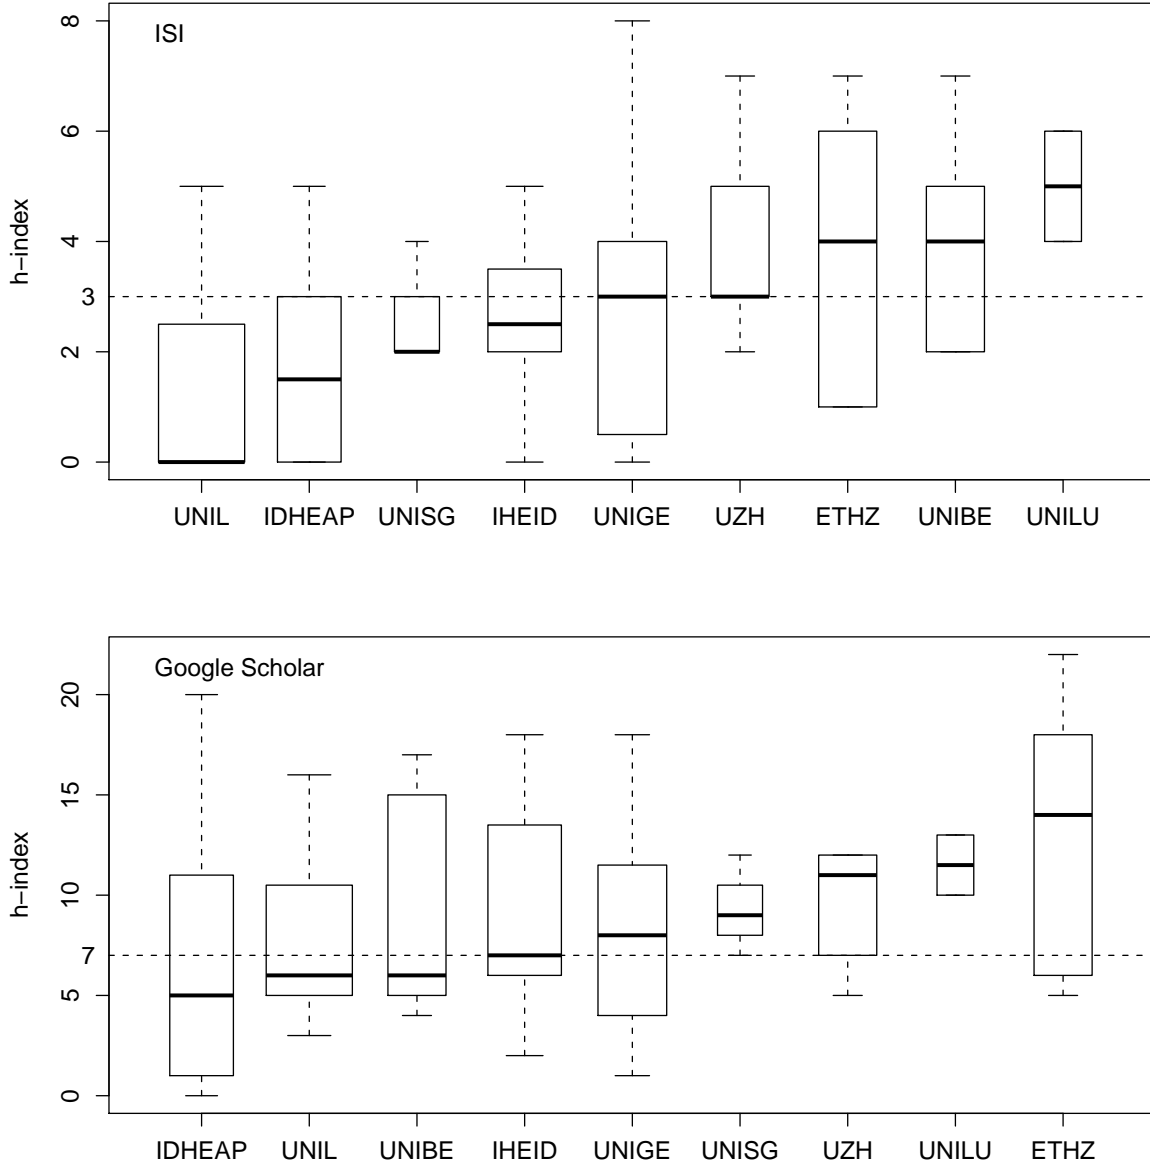 ISI
h−index
8
6
4
3
2
0
UNIL IDHEAP UNISG IHEID UNIGE UZH ETHZ UNIBE UNILU
Google Scholar
h−index
20
15
10
7
5
0
IDHEAP UNIL UNIBE IHEID UNIGE UNISG UZH UNILU ETHZ